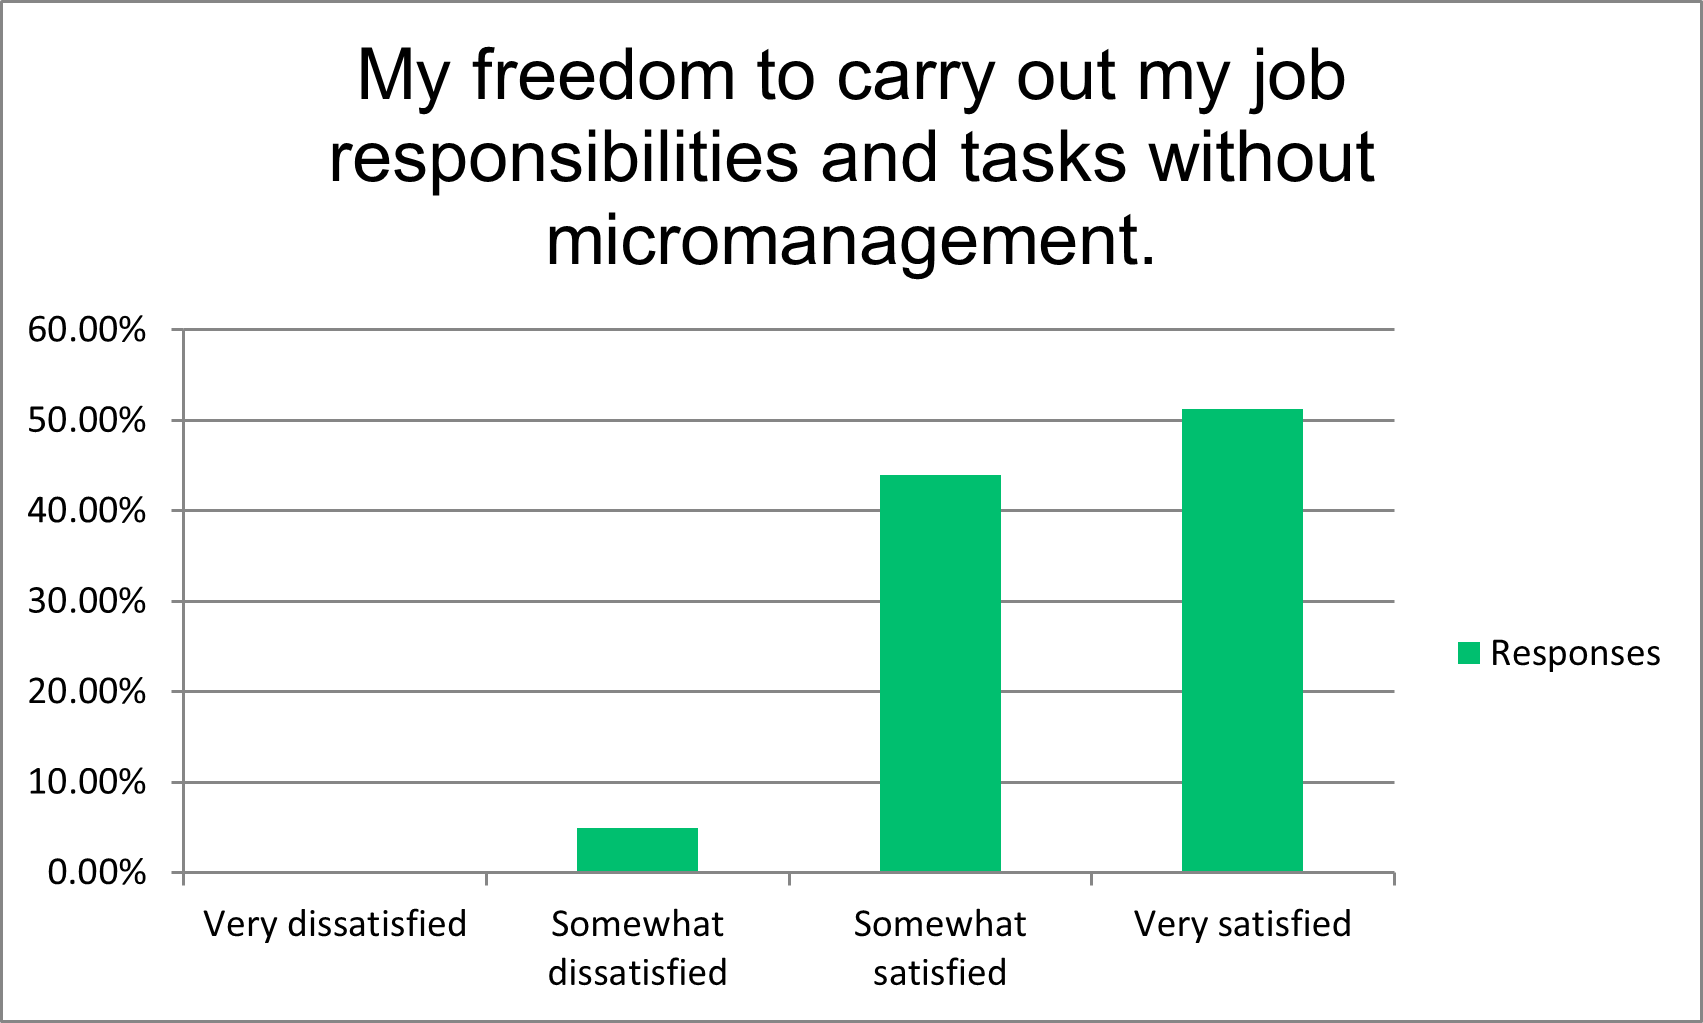 My freedom to carry out my job
responsibilities and tasks without
micromanagement.
60.00%
50.00%
40.00%
30.00%
20.00%
10.00%
0.00%
Very dissatisfied
Somewhat
dissatisfied
Somewhat
satisfied
Very satisfied
Responses